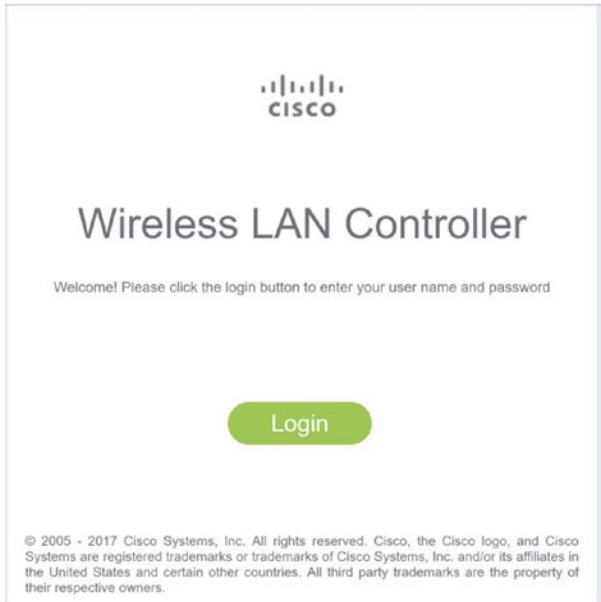 CISCO
Wireless LAN Controller
Welcome! Please click the login button to enter your user name and password
Login
© 2005 - 2017 Cisco Systems, Inc. All rights reserved. Cisco, the Cisco logo, and Cisco
Systems are registered trademarks or trademarks of Cisco Systems, Inc. and/or its affiliates in
the United States and certain other countries. All third party trademarks are the property of
their respective owners.